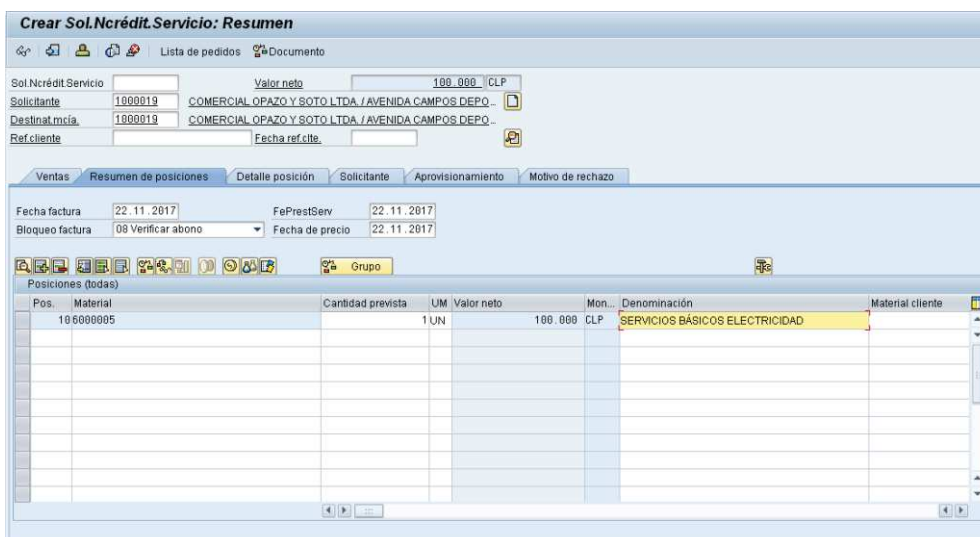 Crear Sol.Ncrédit.Servicio: Resumen
Lista de pedidos Documento
Sol.Ncrédit.Servicio Valor neto 100.000 CLP
Solicitante 1000019 COMERCIAL OPAZO Y SOTO LTDA. / AVENIDA CAMPOS DEPO...
Destinat.mcía. 1000019 COMERCIAL OPAZO Y SOTO LTDA. / AVENIDA CAMPOS DEPO...
Ref.cliente Fecha ref.clte.
Ventas Resumen de posiciones Detalle posición Solicitante Aprovisionamiento Motivo de rechazo
Fecha factura 22.11.2017 FePrestServ 22.11.2017
Bloqueo factura 08 Verificar abono Fecha de precio 22.11.2017
Grupo
Posiciones (todas)
Pos. Material Cantidad prevista UM Valor neto Mon... Denominación Material cliente
10 6000005 1 UN 100.000 CLP SERVICIOS BÁSICOS ELECTRICIDAD